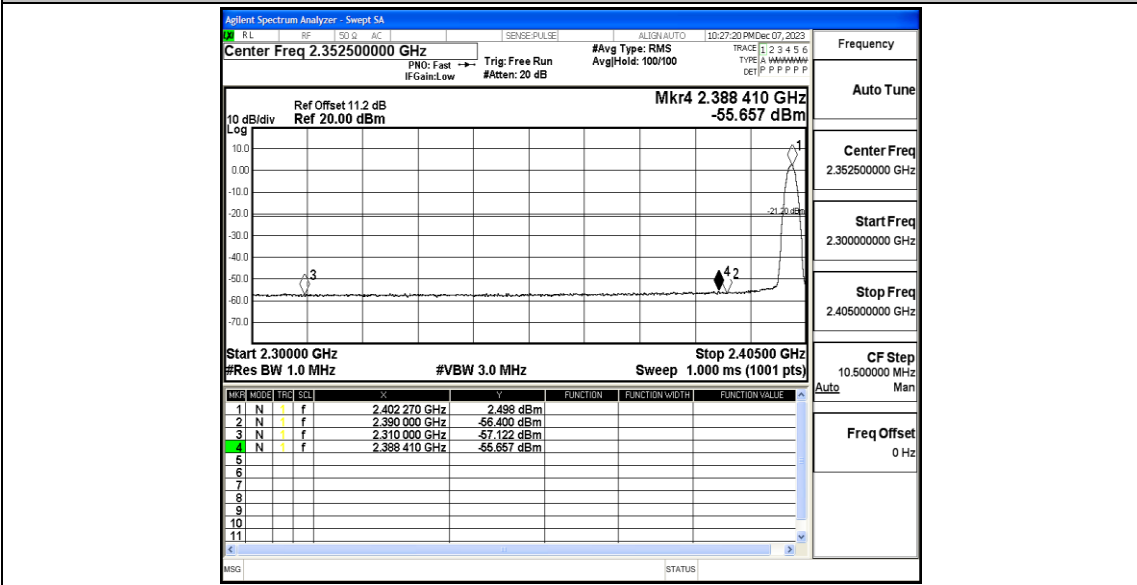 Agilent Spectrum Analyzer - Swept SA
RL RF 50 Ω AC SENSE:PULSE ALIGN AUTO 10:27:20 PM Dec 07, 2023
Center Freq 2.352500000 GHz
PNO: Fast
IFGain:Low
Trig: Free Run
#Atten: 20 dB
#Avg Type: RMS
Avg|Hold: 100/100
TRACE 1 2 3 4 5 6
TYPE A WWWWW
DET P P P P P P
Ref Offset 11.2 dB
10 dB/div Ref 20.00 dBm
Log
Mkr4 2.388 410 GHz
-55.657 dBm
10.0
0.00
-10.0
-20.0
-30.0
-40.0
-50.0
-60.0
-70.0
1
-21.20 dBm
3
4 2
Start 2.30000 GHz Stop 2.40500 GHz
#Res BW 1.0 MHz #VBW 3.0 MHz Sweep 1.000 ms (1001 pts)
MKR MODE TRC SCL X Y FUNCTION FUNCTION WIDTH FUNCTION VALUE
1 N 1 f 2.402 270 GHz 2.498 dBm
2 N 1 f 2.390 000 GHz -56.400 dBm
3 N 1 f 2.310 000 GHz -57.122 dBm
4 N 1 f 2.388 410 GHz -55.657 dBm
5
6
7
8
9
10
11
MSG STATUS
Frequency
Auto Tune
Center Freq
2.352500000 GHz
Start Freq
2.300000000 GHz
Stop Freq
2.405000000 GHz
CF Step
10.500000 MHz
Auto Man
Freq Offset
0 Hz